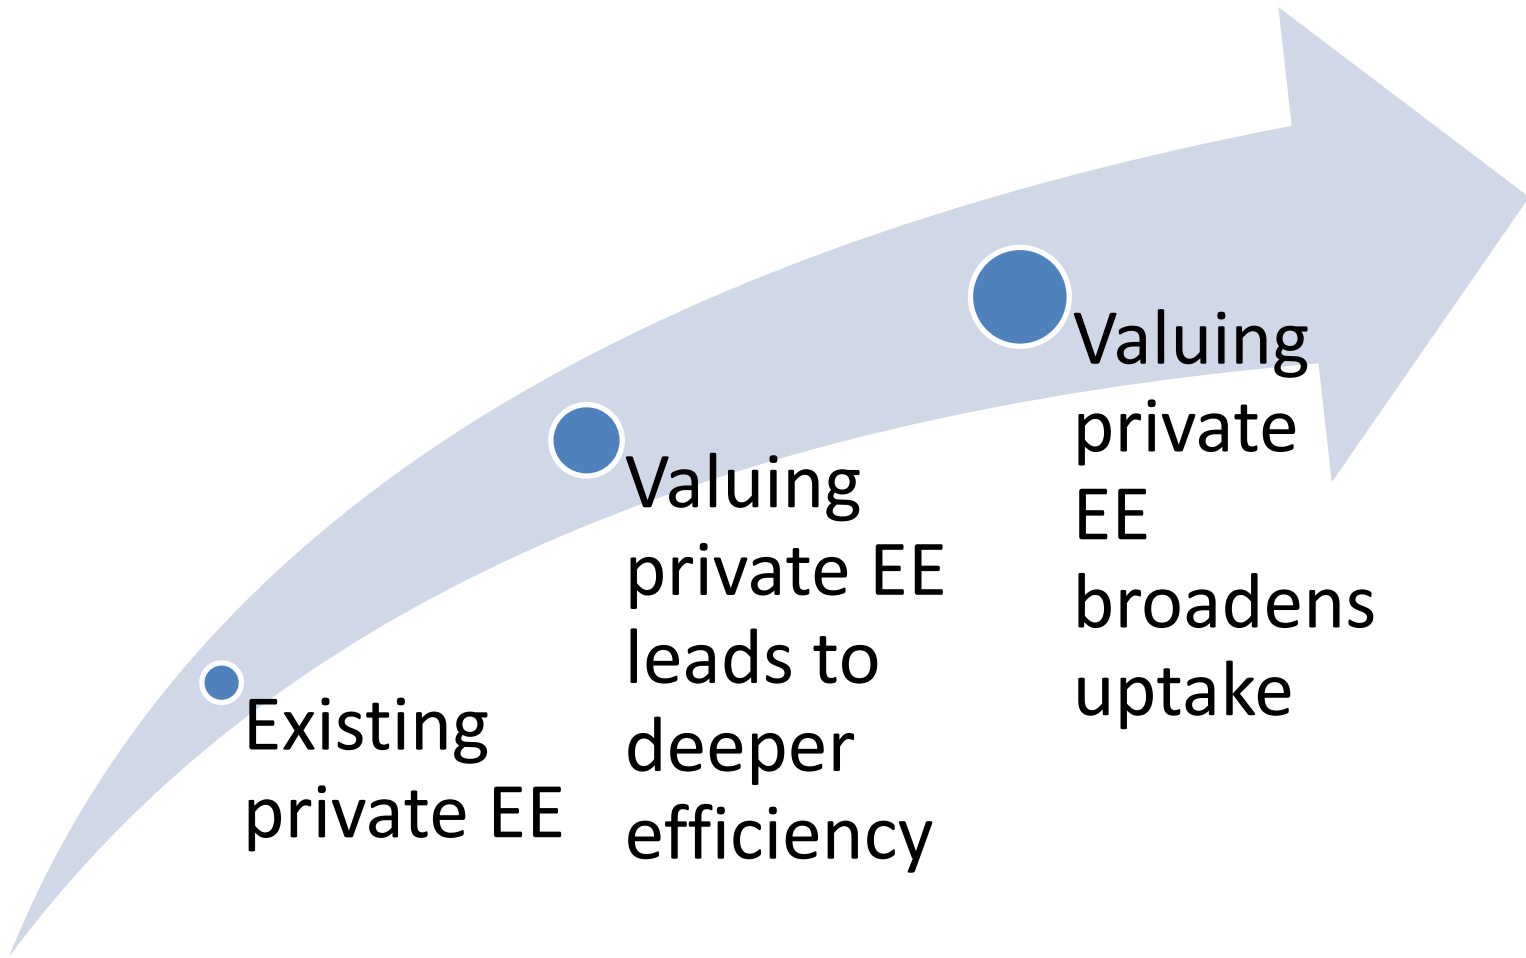 Existing
private EE
Valuing
private EE
leads to
deeper
efficiency
Valuing
private
EE
broadens
uptake